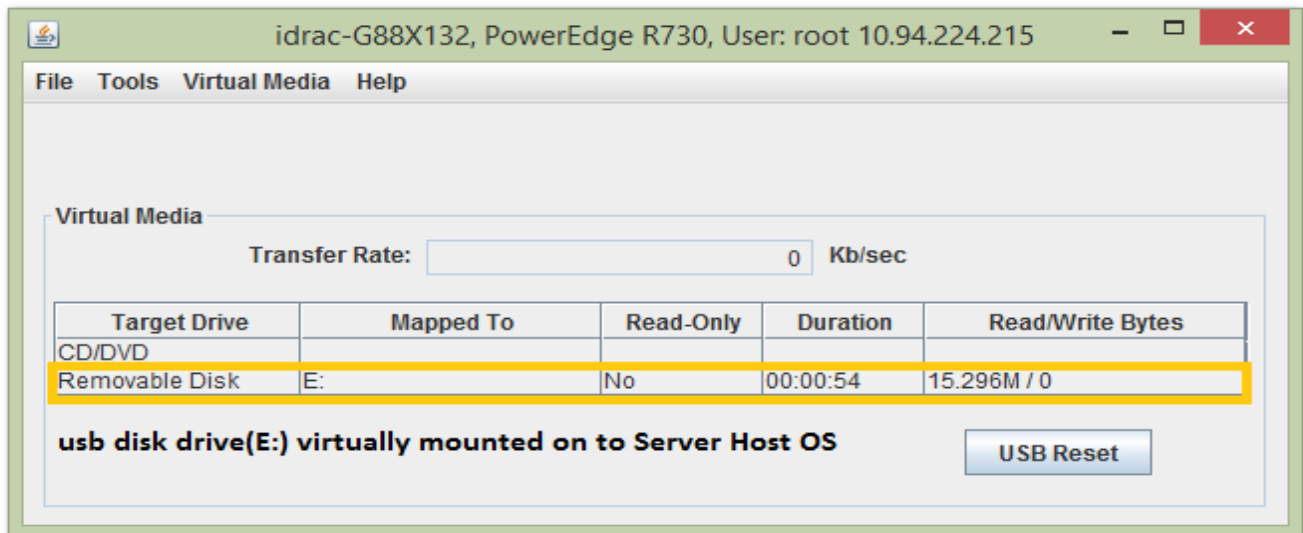 idrac-G88X132, PowerEdge R730, User: root 10.94.224.215
File Tools Virtual Media Help
Virtual Media
Transfer Rate: 0 Kb/sec
Target Drive Mapped To Read-Only Duration Read/Write Bytes
CD/DVD
Removable Disk E: No 00:00:54 15.296M / 0
usb disk drive(E:) virtually mounted on to Server Host OS
USB Reset